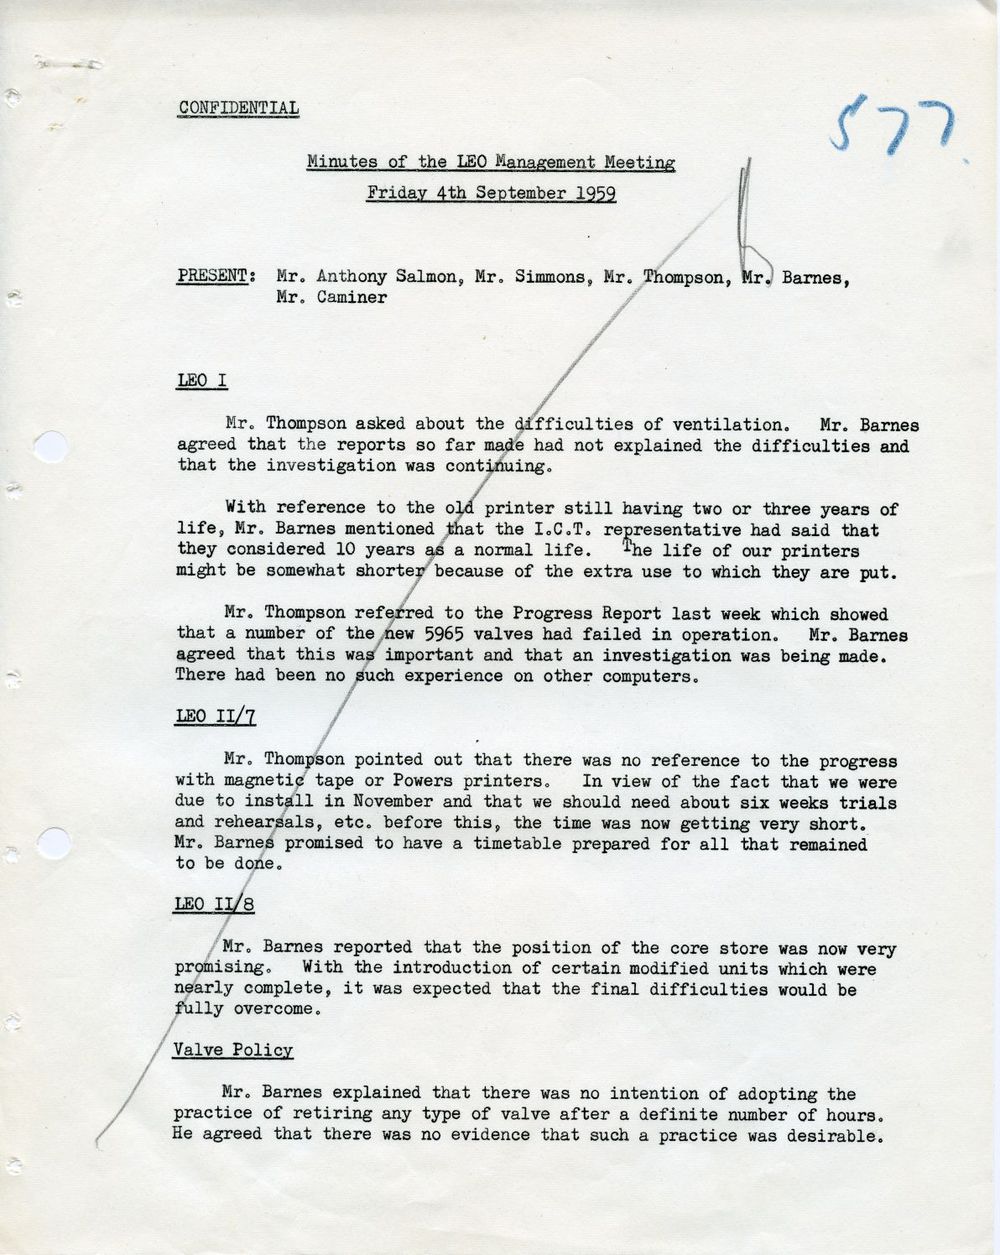 CONFIDENTIAL
577
Minutes of the LEO Management Meeting
Friday 4th September 1959
PRESENT: Mr. Anthony Salmon, Mr. Simmons, Mr. Thompson, Mr. Barnes,
Mr. Caminer
LEO I
Mr. Thompson asked about the difficulties of ventilation. Mr. Barnes
agreed that the reports so far made had not explained the difficulties and
that the investigation was continuing.
With reference to the old printer still having two or three years of
life, Mr. Barnes mentioned that the I.C.T. representative had said that
they considered 10 years as a normal life. The life of our printers
might be somewhat shorter because of the extra use to which they are put.
Mr. Thompson referred to the Progress Report last week which showed
that a number of the new 5965 valves had failed in operation. Mr. Barnes
agreed that this was important and that an investigation was being made.
There had been no such experience on other computers.
LEO II/7
Mr. Thompson pointed out that there was no reference to the progress
with magnetic tape or Powers printers. In view of the fact that we were
due to install in November and that we should need about six weeks trials
and rehearsals, etc. before this, the time was now getting very short.
Mr. Barnes promised to have a timetable prepared for all that remained
to be done.
LEO II/8
Mr. Barnes reported that the position of the core store was now very
promising. With the introduction of certain modified units which were
nearly complete, it was expected that the final difficulties would be
fully overcome.
Valve Policy
Mr. Barnes explained that there was no intention of adopting the
practice of retiring any type of valve after a definite number of hours.
He agreed that there was no evidence that such a practice was desirable.